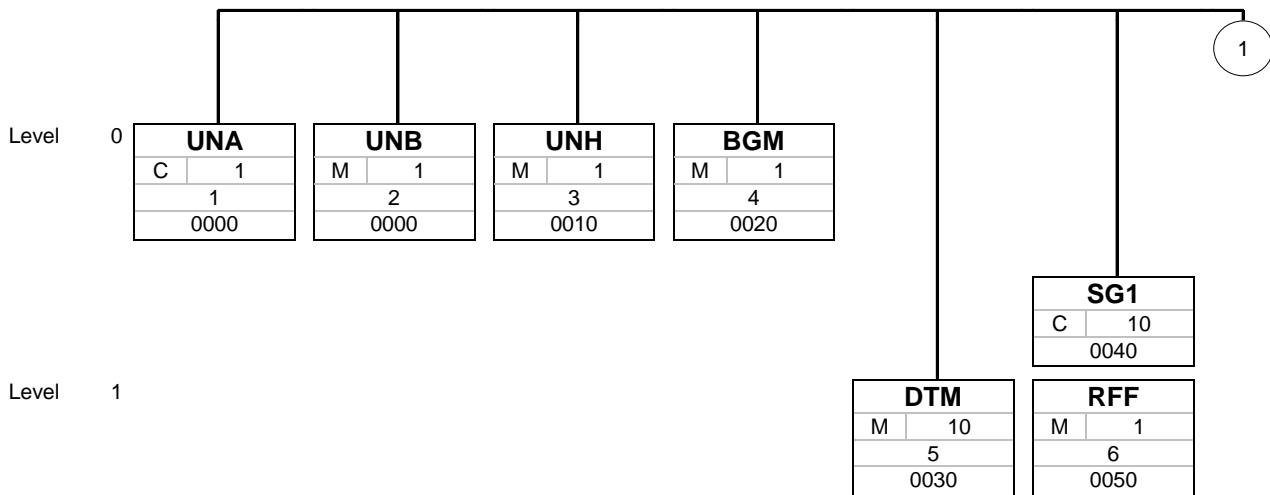 1
Level 0 UNA UNB UNH BGM
C 1 M 1 M 1 M 1
1 2 3 4
0000 0000 0010 0020
SG1
C 10
0040
Level 1 DTM RFF
M 10 M 1
5 6
0030 0050